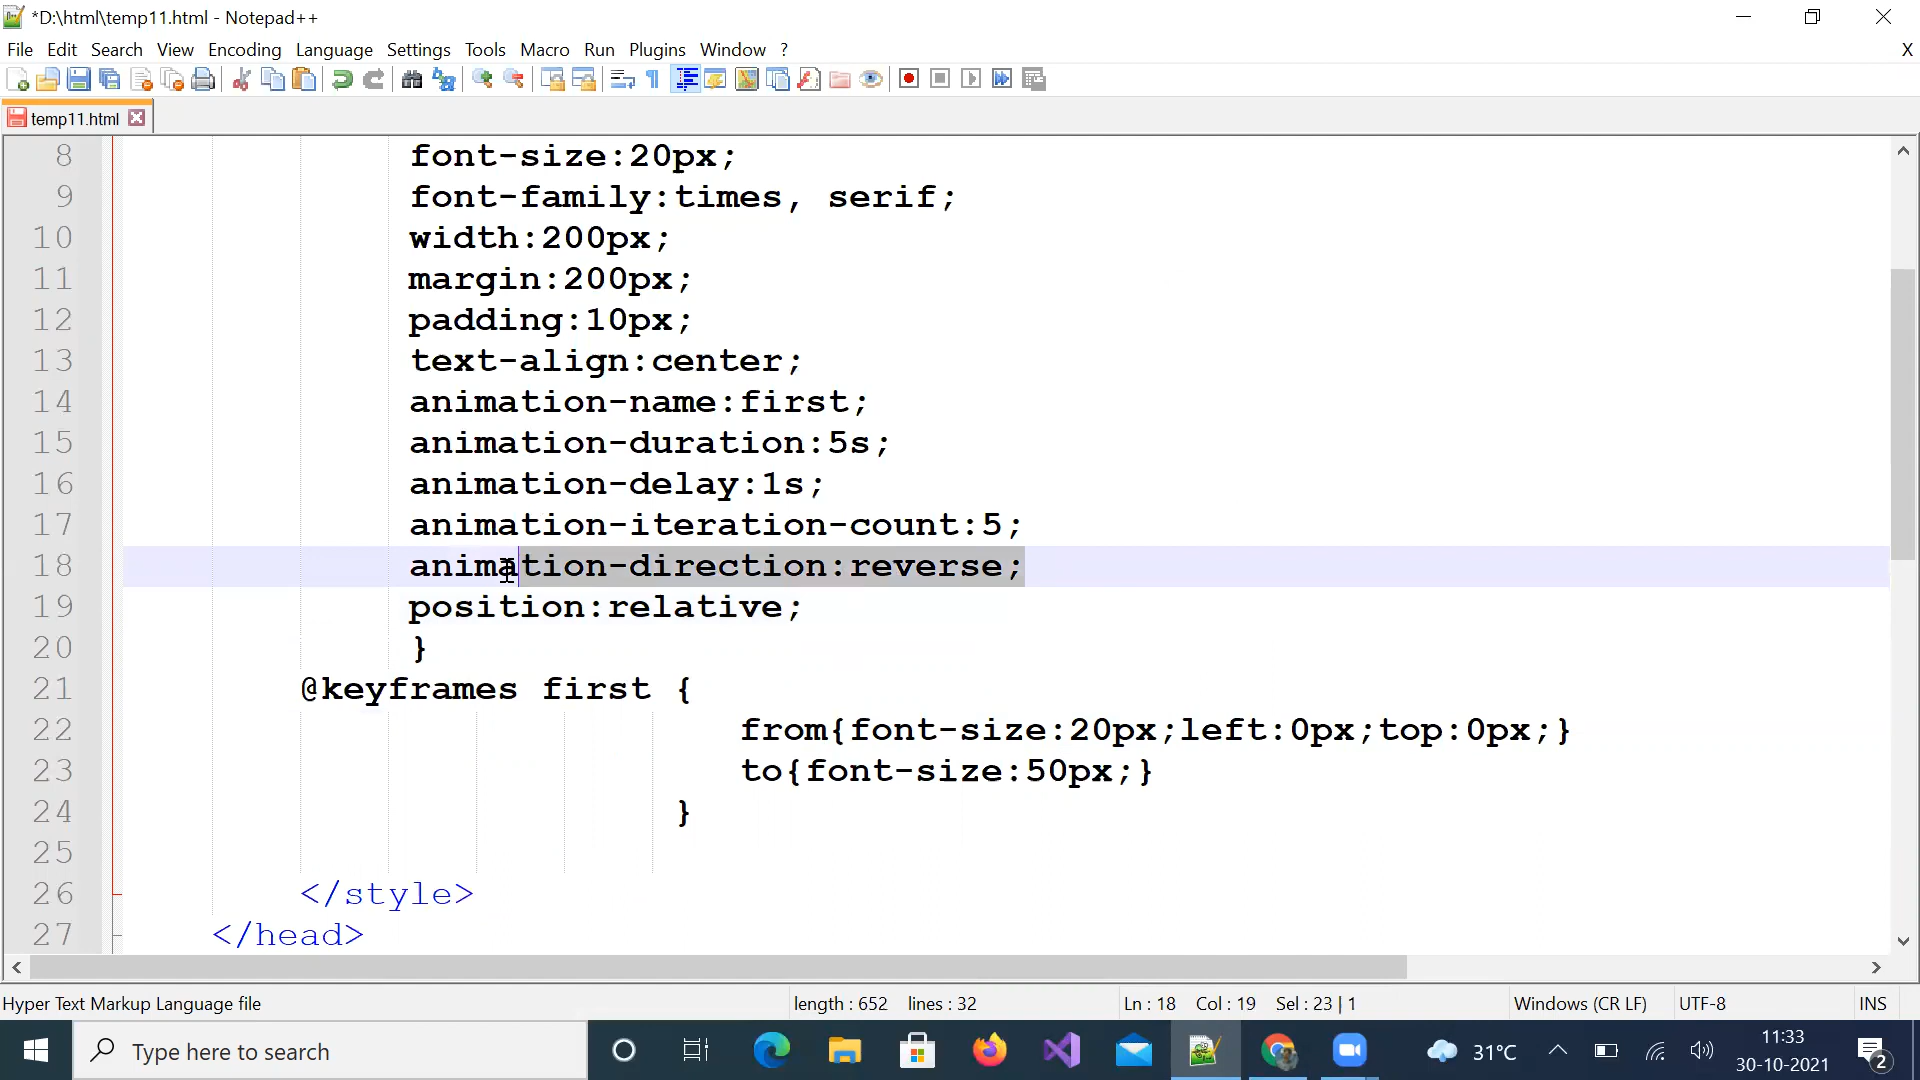 *D:\html\temp11.html - Notepad++
File Edit Search View Encoding Language Settings Tools Macro Run Plugins Window ?
X
temp11.html
8 font-size:20px;
9 font-family:times, serif;
10 width:200px;
11 margin:200px;
12 padding:10px;
13 text-align:center;
14 animation-name:first;
15 animation-duration:5s;
16 animation-delay:1s;
17 animation-iteration-count:5;
18 animation-direction:reverse;
19 position:relative;
20 }
21 @keyframes first {
22 from{font-size:20px;left:0px;top:0px;}
23 to{font-size:50px;}
24 }
25
26 </style>
27 </head>
Hyper Text Markup Language file length : 652 lines : 32 Ln : 18 Col : 19 Sel : 23 | 1 Windows (CR LF) UTF-8 INS
Type here to search
31°C
11:33
30-10-2021
2